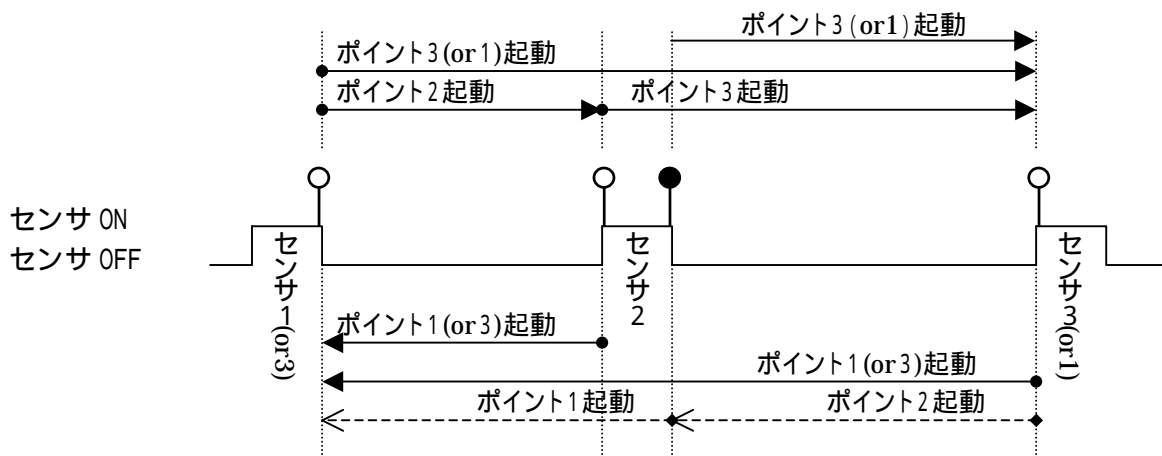 ポイント3(or1)起動
ポイント3(or1)起動
ポイント2起動
ポイント3起動
センサ ON
センサ OFF
センサ1(or3)
センサ2
センサ3(or1)
ポイント1(or3)起動
ポイント1(or3)起動
ポイント1起動
ポイント2起動